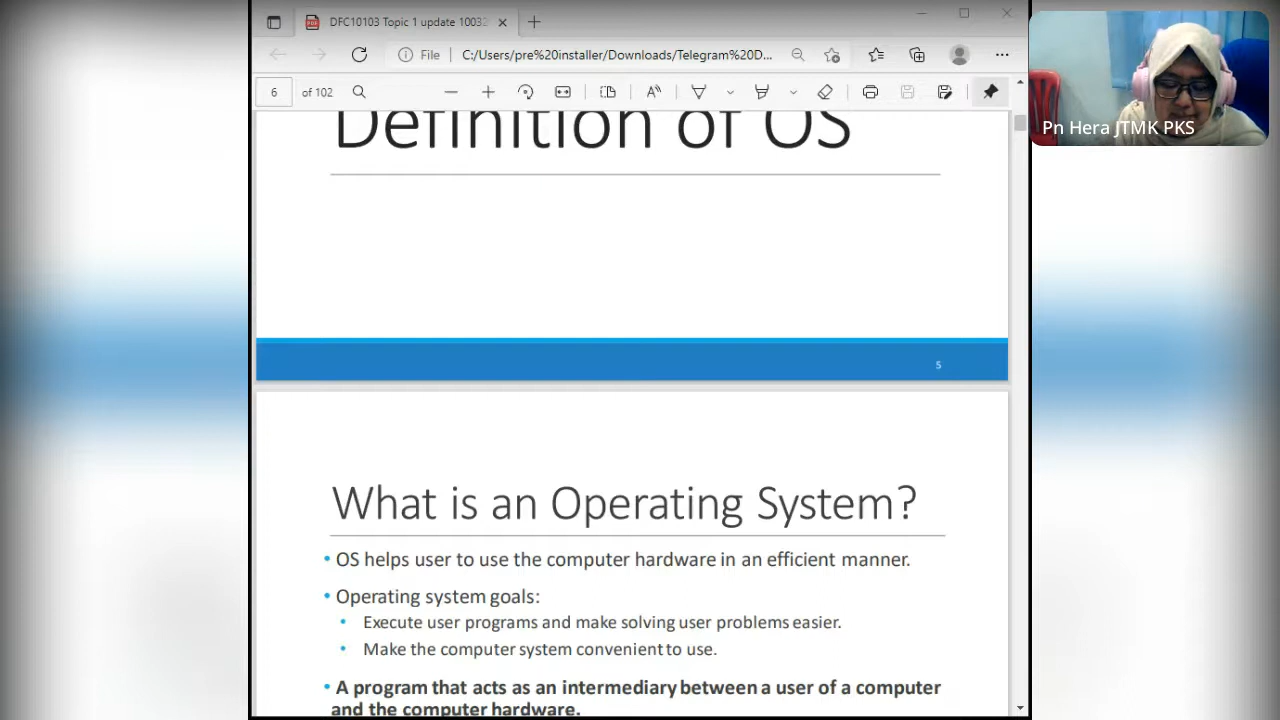 DFC10103 Topic 1 update 10032
File
C:/Users/pre%20installer/Downloads/Telegram%20D...
6 of 102
Definition of OS
5
What is an Operating System?
• OS helps user to use the computer hardware in an efficient manner.
• Operating system goals:
• Execute user programs and make solving user problems easier.
• Make the computer system convenient to use.
• A program that acts as an intermediary between a user of a computer
and the computer hardware.
Pn Hera JTMK PKS